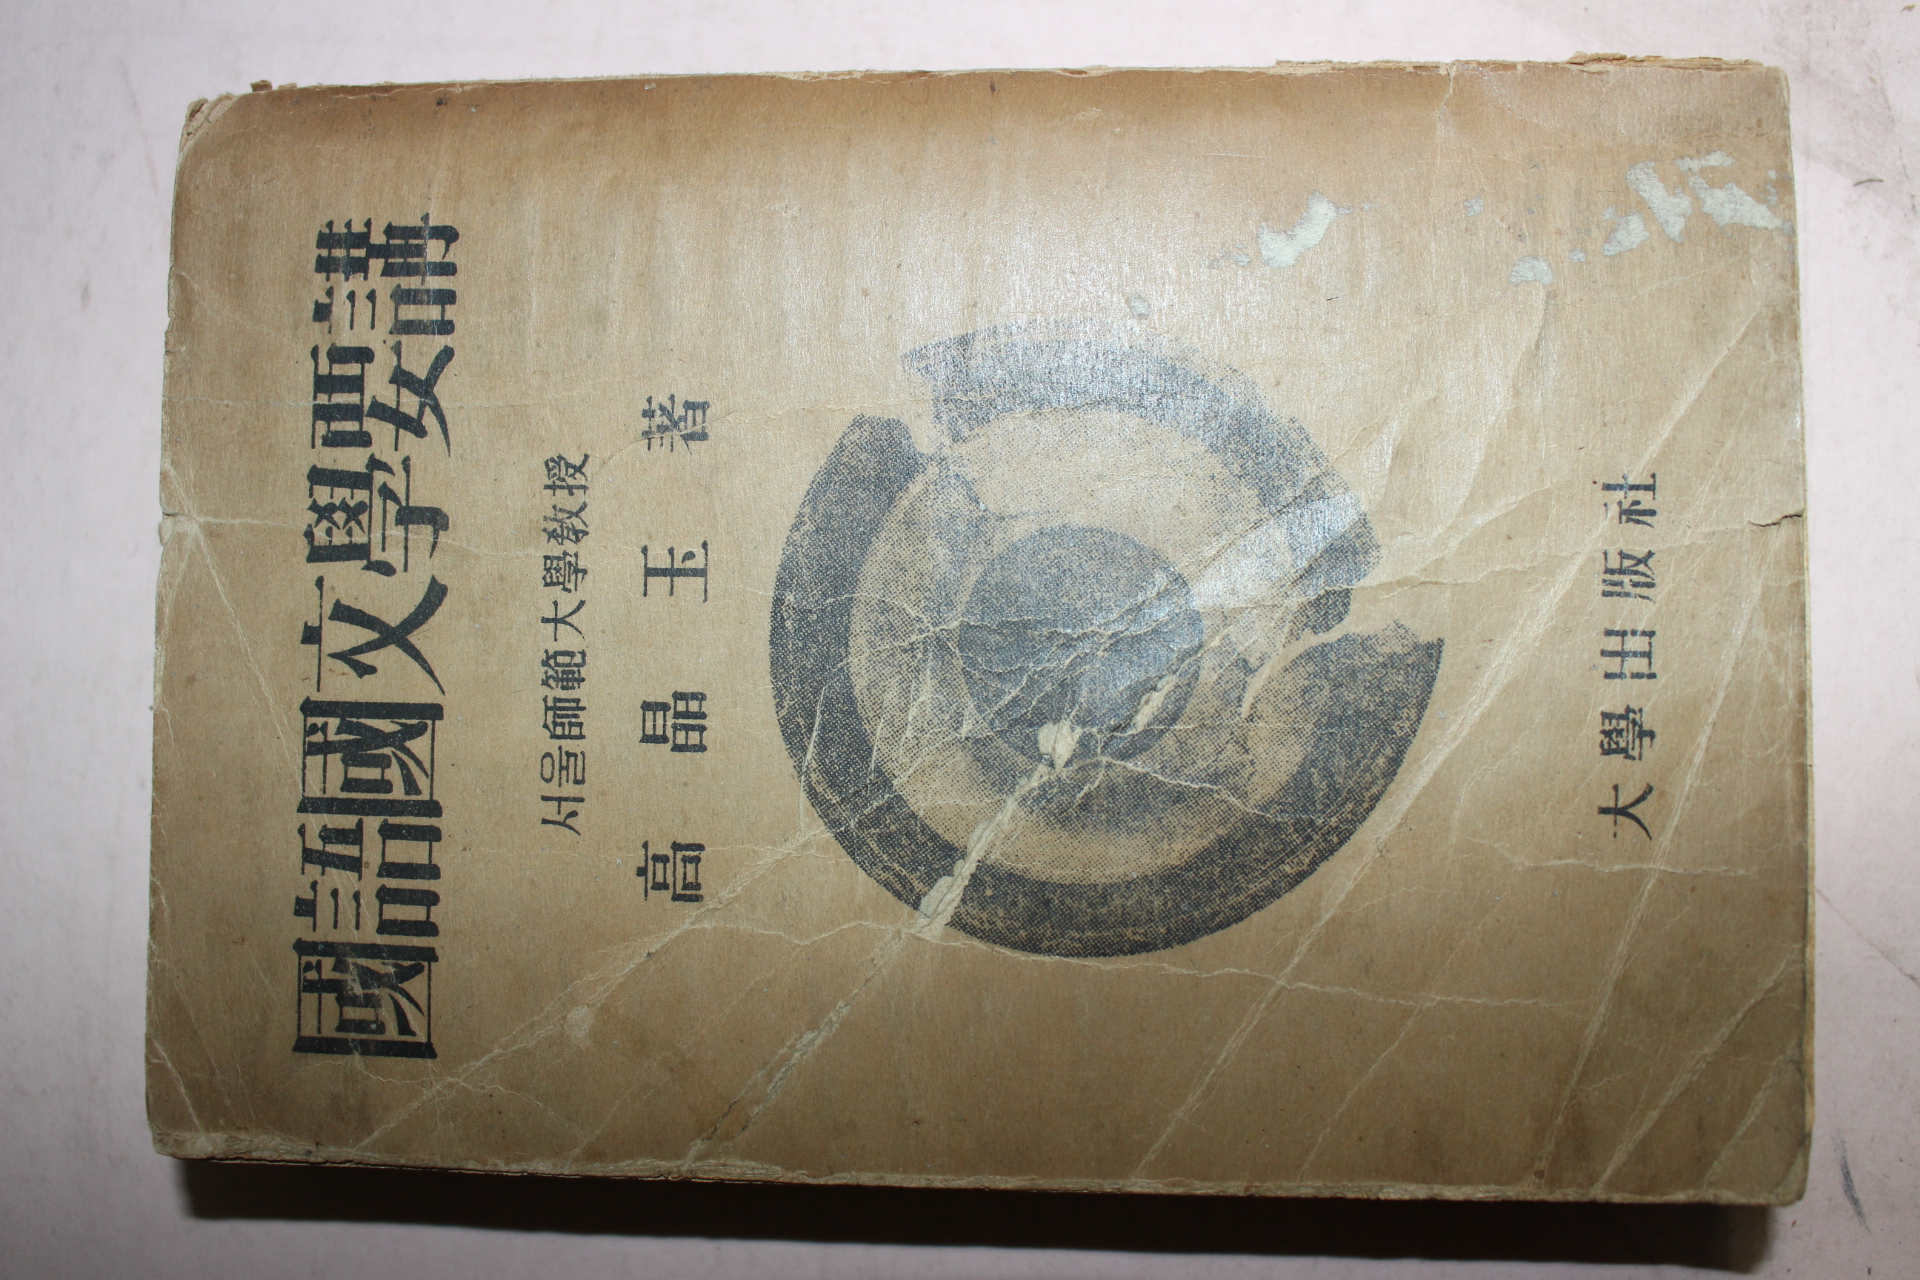 國語國文學要講
서울師範大學敎授
高晶玉著
大學出版社